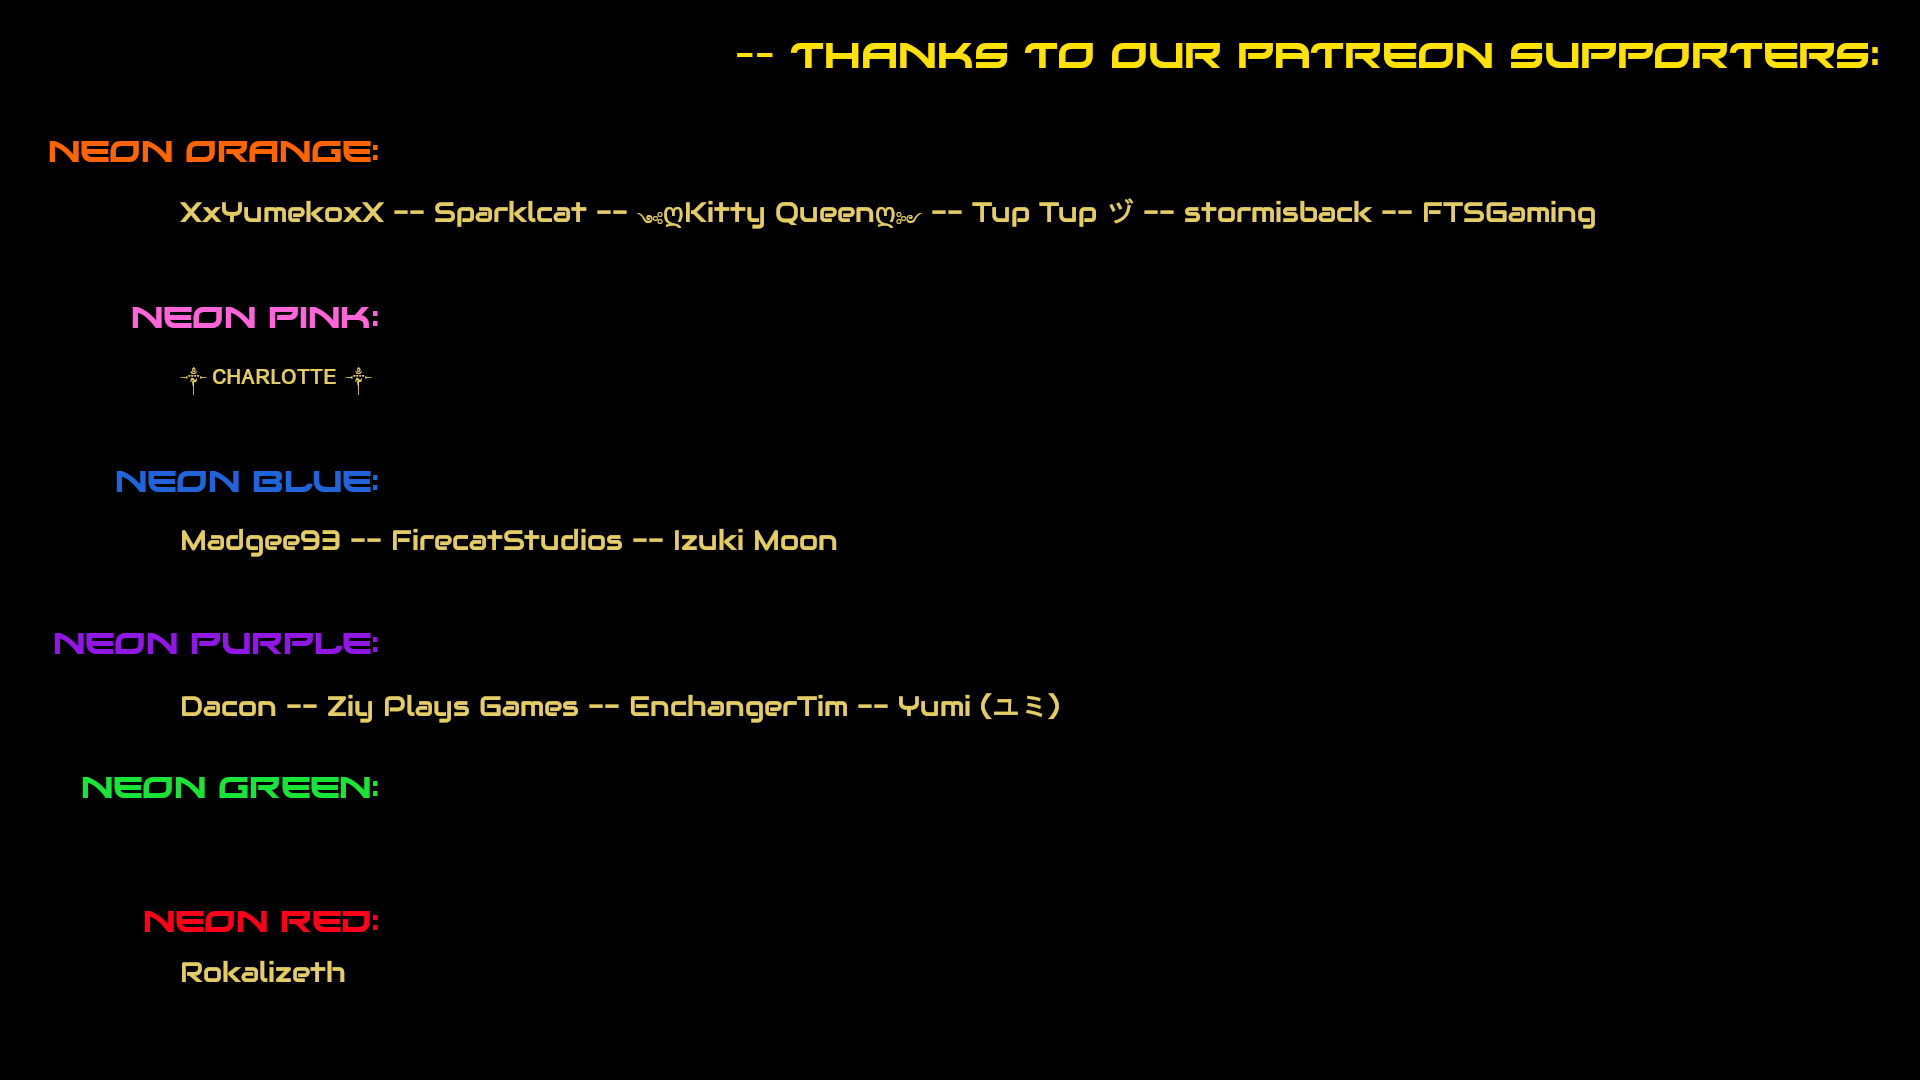 -- THANKS TO OUR PATREON SUPPORTERS:
NEON ORANGE:
XxYumekoxX -- Sparklcat -- ༄ღKitty Queenღ༄ -- Tup Tup ヅ -- stormisback -- FTSGaming
NEON PINK:
༒ CHARLOTTE ༒
NEON BLUE:
Madgee93 -- FirecatStudios -- Izuki Moon
NEON PURPLE:
Dacon -- Ziy Plays Games -- EnchangerTim -- Yumi (ユミ)
NEON GREEN:
NEON RED:
Rokalizeth